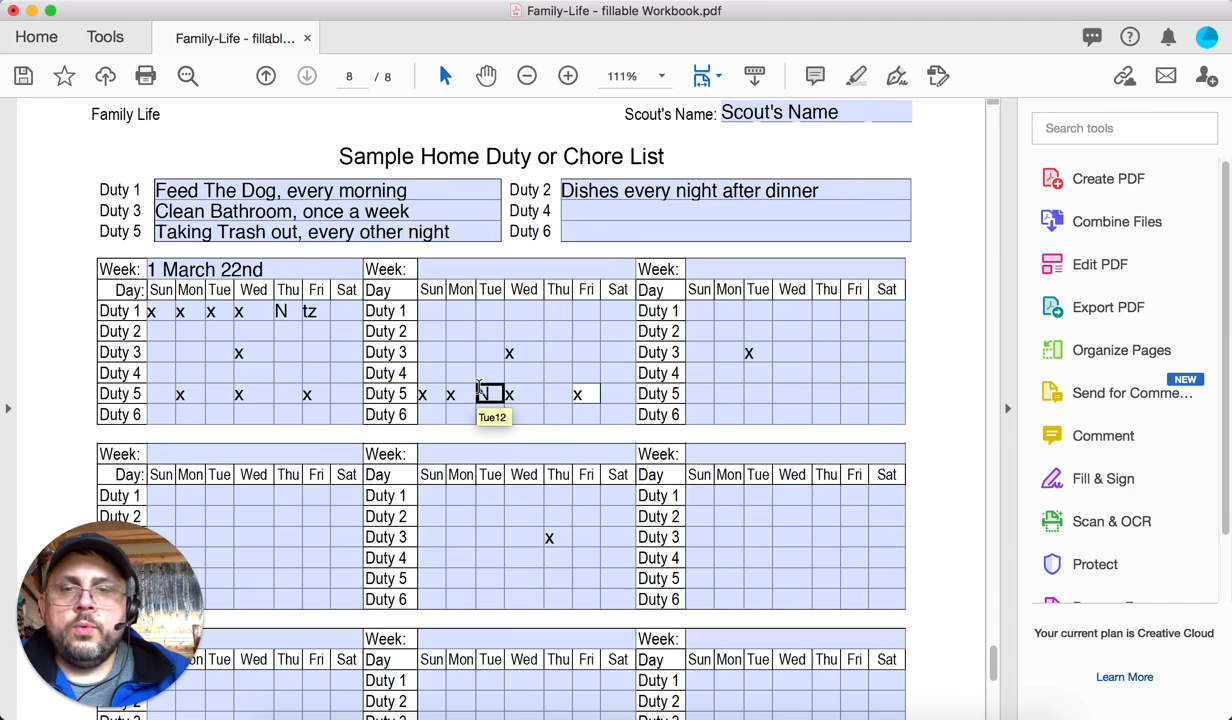 Family-Life - fillable Workbook.pdf
Home Tools Family-Life - fillabl... ×
8 / 8 111%
Family Life Scout's Name: Scout's Name
Sample Home Duty or Chore List
Duty 1 Feed The Dog, every morning Duty 2 Dishes every night after dinner
Duty 3 Clean Bathroom, once a week Duty 4
Duty 5 Taking Trash out, every other night Duty 6
Week: 1 March 22nd Week: Week:
Day: Sun Mon Tue Wed Thu Fri Sat Day Sun Mon Tue Wed Thu Fri Sat Day Sun Mon Tue Wed Thu Fri Sat
Duty 1 x x x x N tz Duty 1 Duty 1
Duty 2 Duty 2 Duty 2
Duty 3 x Duty 3 x Duty 3 x
Duty 4 Duty 4 Duty 4
Duty 5 x x x Duty 5 x x N x x Duty 5
Duty 6 Duty 6 Duty 6
Tue12
Week: Week: Week:
Day: Sun Mon Tue Wed Thu Fri Sat Day Sun Mon Tue Wed Thu Fri Sat Day Sun Mon Tue Wed Thu Fri Sat
Duty 1 Duty 1 Duty 1
Duty 2 Duty 2 Duty 2
Duty 3 x Duty 3
Duty 4 Duty 4
Duty 5 Duty 5
Duty 6 Duty 6
Week: Week:
Wed Thu Fri Sat Day Sun Mon Tue Wed Thu Fri Sat Day Sun Mon Tue Wed Thu Fri Sat
Duty 1 Duty 1
Duty 2 Duty 2
Duty 3 Duty 3
Search tools
Create PDF
Combine Files
Edit PDF
Export PDF
Organize Pages
NEW
Send for Comme...
Comment
Fill & Sign
Scan & OCR
Protect
Your current plan is Creative Cloud
Learn More